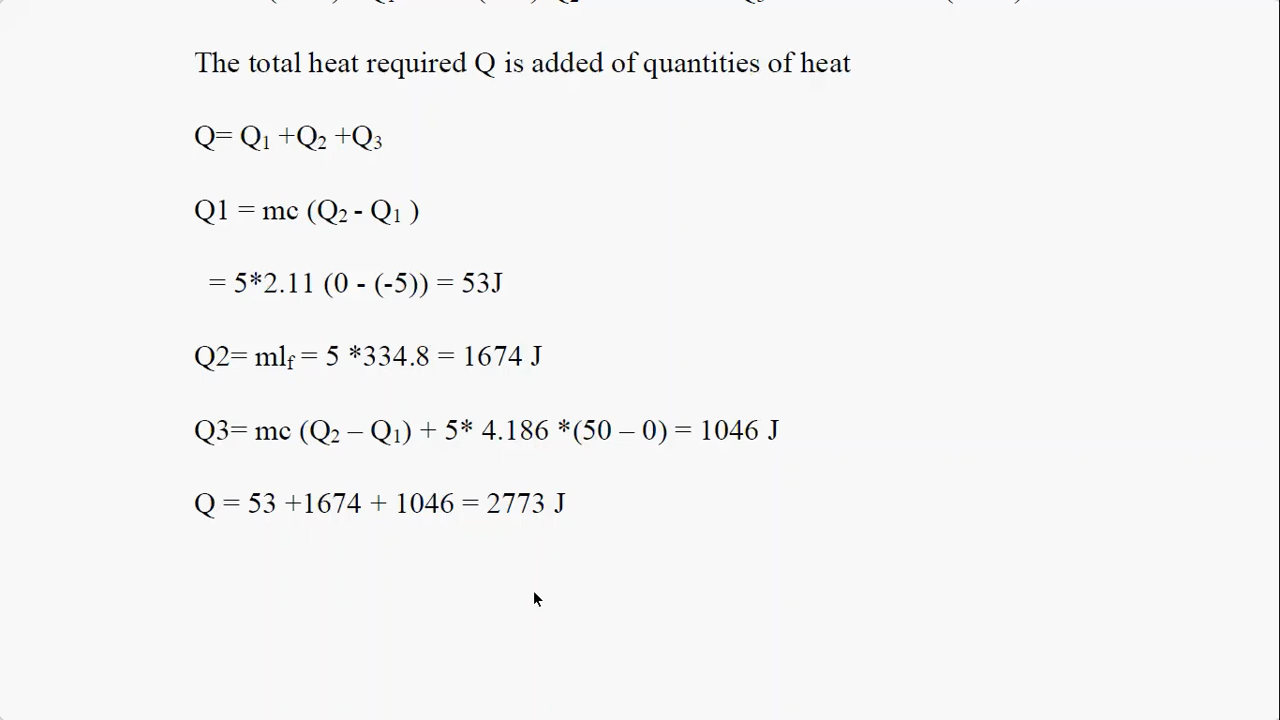 The total heat required Q is added of quantities of heat
Q= Q₁ +Q₂ +Q₃
Q1 = mc (Q₂ - Q₁ )
= 5*2.11 (0 - (-5)) = 53J
Q2= ml_f = 5 *334.8 = 1674 J
Q3= mc (Q₂ – Q₁) + 5* 4.186 *(50 – 0) = 1046 J
Q = 53 +1674 + 1046 = 2773 J